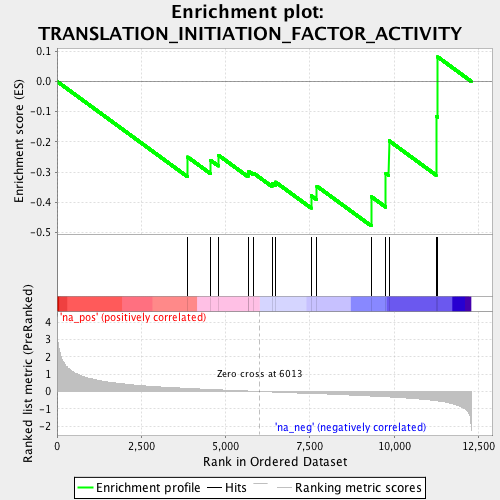 Enrichment plot:
TRANSLATION_INITIATION_FACTOR_ACTIVITY
Enrichment score (ES)
0.1
0.0
-0.1
-0.2
-0.3
-0.4
-0.5
'na_pos' (positively correlated)
Ranked list metric (PreRanked)
4
3
2
1
0
-1
-2
Zero cross at 6013
'na_neg' (negatively correlated)
0
2,500
5,000
7,500
10,000
12,500
Rank in Ordered Dataset
Enrichment profile
Hits
Ranking metric scores